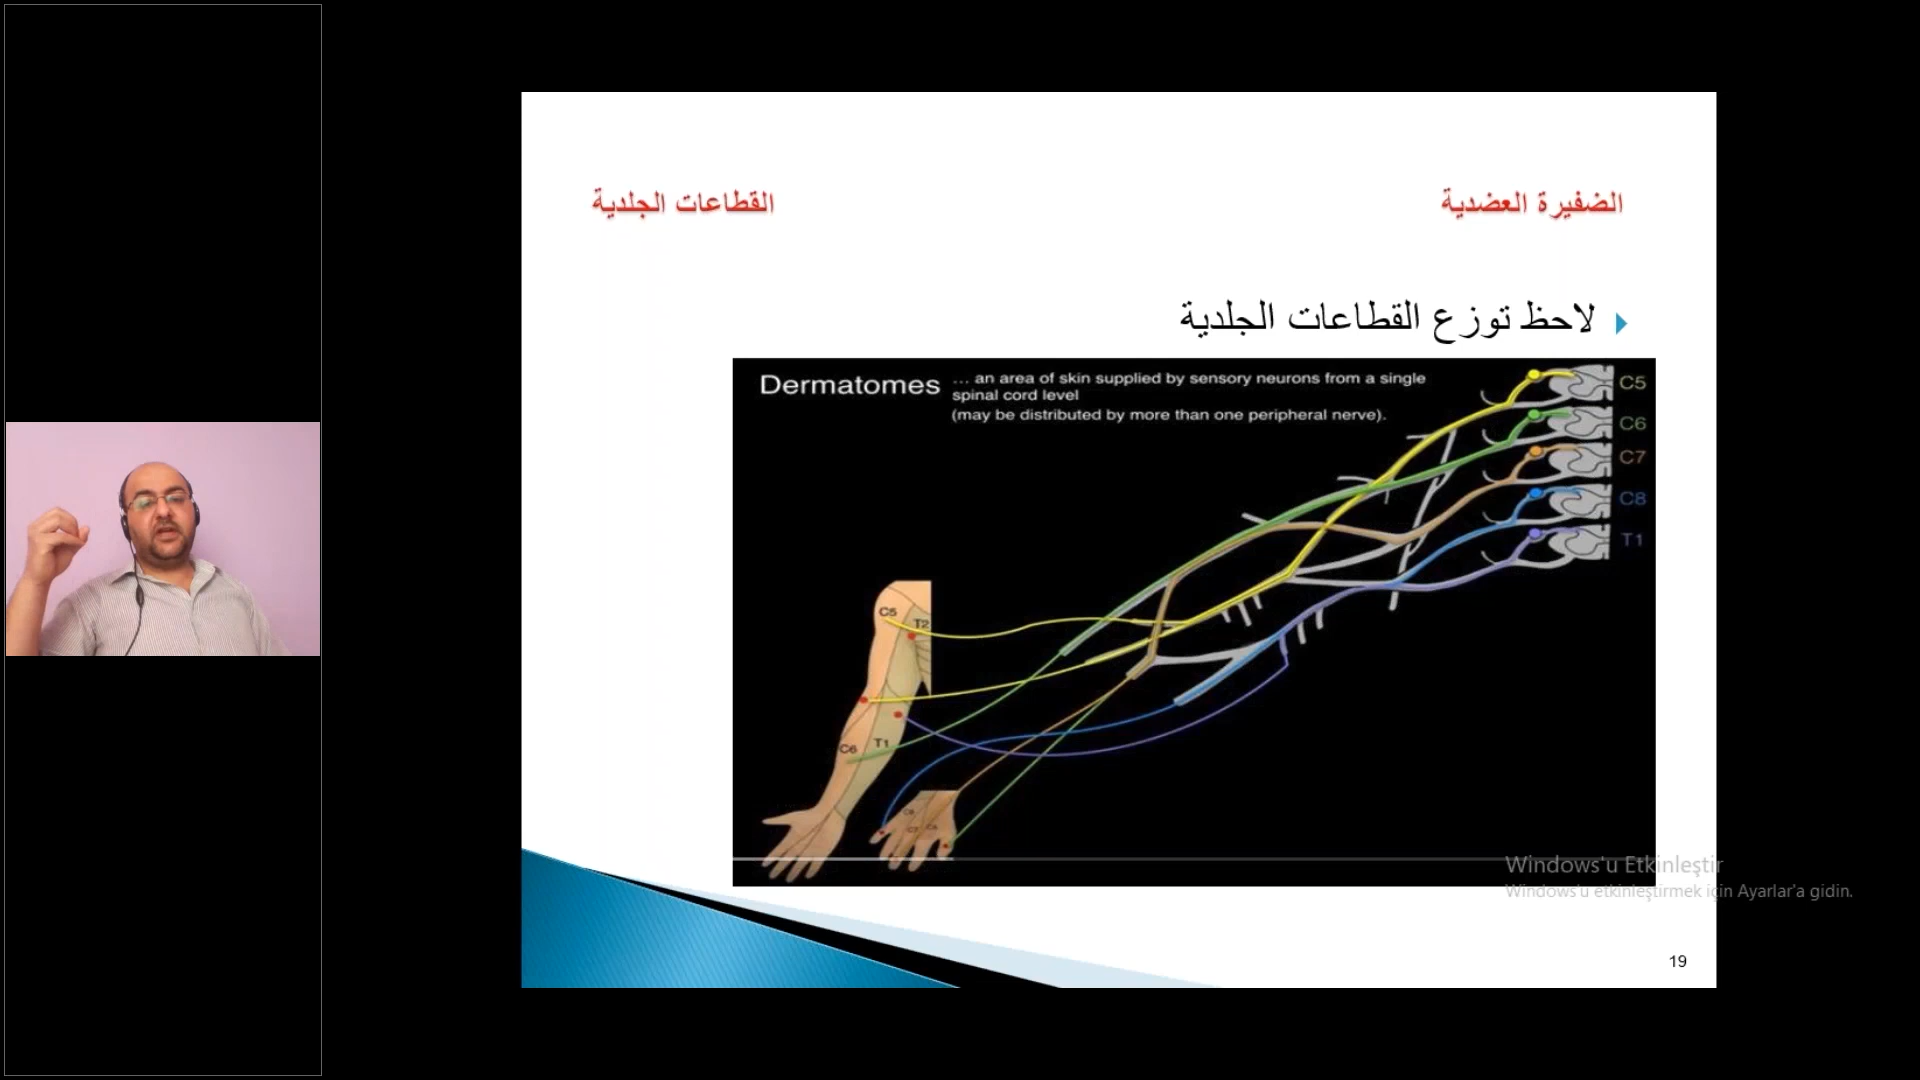 الضفيرة العضدية
القطاعات الجلدية
لاحظ توزع القطاعات الجلدية
Dermatomes ... an area of skin supplied by sensory neurons from a single
spinal cord level
(may be distributed by more than one peripheral nerve).
C5
C6
C7
C8
T1
C5
T2
C6
T1
Windows'u Etkinleştir
Windows'u etkinleştirmek için Ayarlar'a gidin.
19